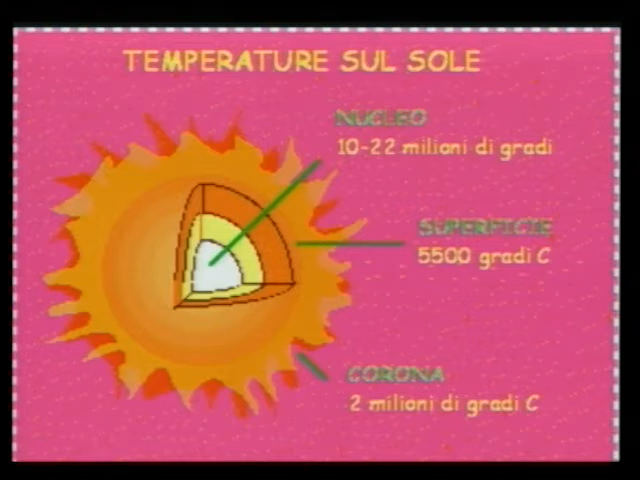 TEMPERATURE SUL SOLE
NUCLEO
10-22 milioni di gradi
SUPERFICIE
5500 gradi C
CORONA
2 milioni di gradi C